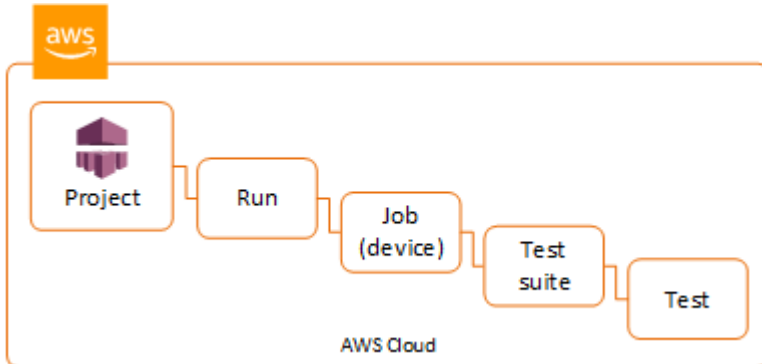 aws
Project
Run
Job
(device)
Test
suite
Test
AWS Cloud